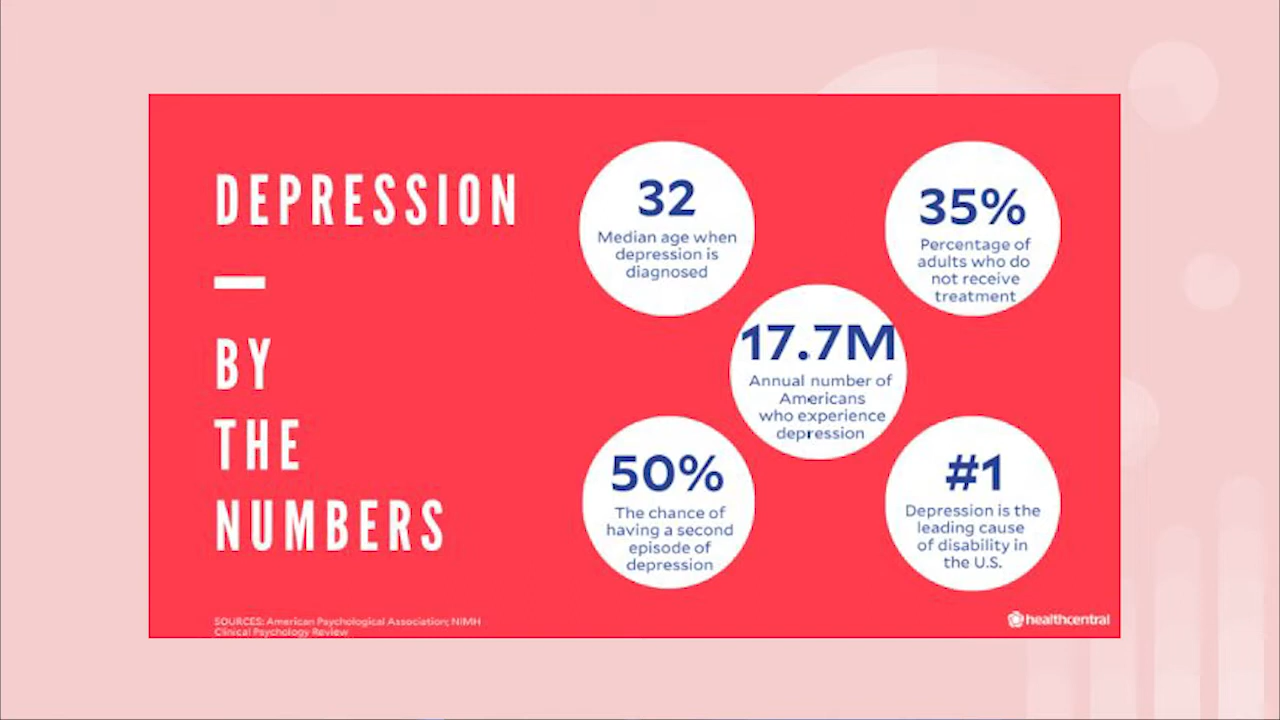 DEPRESSION
BY
THE
NUMBERS
32
Median age when
depression is
diagnosed
35%
Percentage of
adults who do
not receive
treatment
17.7M
Annual number of
Americans
who experience
depression
50%
The chance of
having a second
episode of
depression
#1
Depression is the
leading cause
of disability in
the U.S.
SOURCES: American Psychological Association; NIMH
Clinical Psychology Review
healthcentral